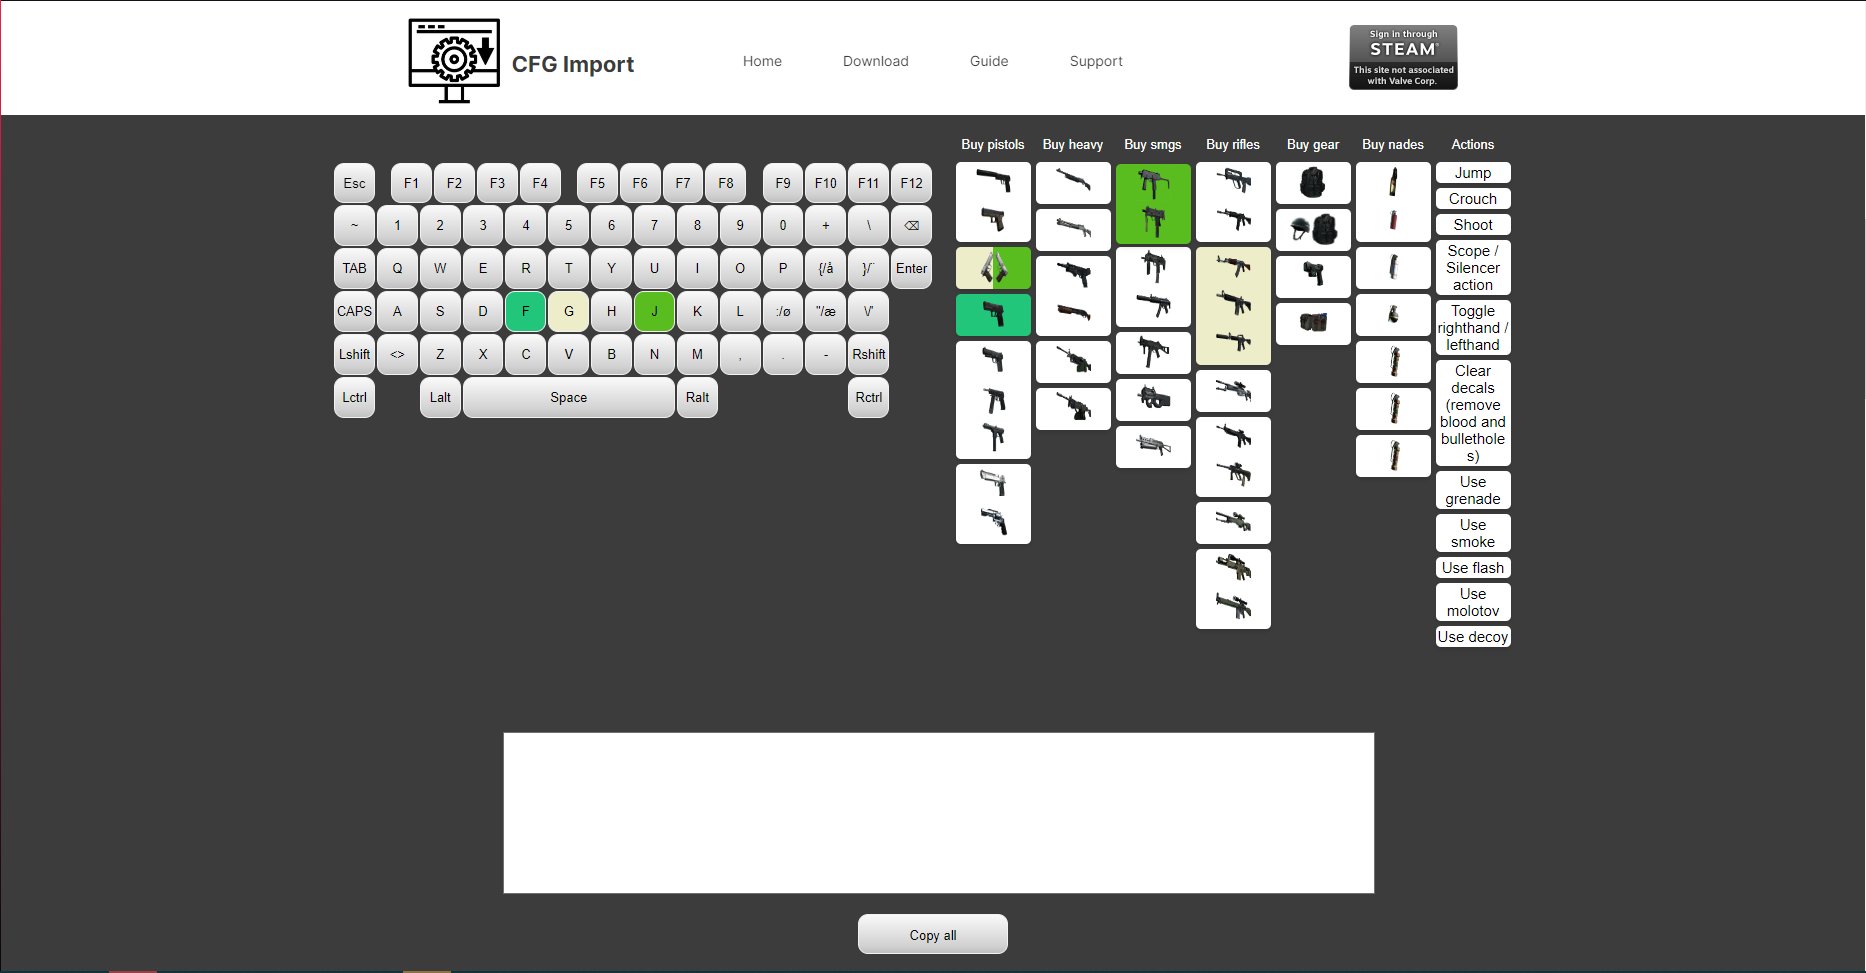 CFG Import
Home
Download
Guide
Support
Sign in through
STEAM®
This site not associated
with Valve Corp.
Buy pistols
Buy heavy
Buy smgs
Buy rifles
Buy gear
Buy nades
Actions
Esc F1 F2 F3 F4 F5 F6 F7 F8 F9 F10 F11 F12
~ 1 2 3 4 5 6 7 8 9 0 + \ ⌫
TAB Q W E R T Y U I O P {/å }/¨ Enter
CAPS A S D F G H J K L :/ø "/æ \/'
Lshift <> Z X C V B N M , . - Rshift
Lctrl Lalt Space Ralt Rctrl
Jump
Crouch
Shoot
Scope /
Silencer
action
Toggle
righthand /
lefthand
Clear
decals
(remove
blood and
bullethole
s)
Use
grenade
Use
smoke
Use flash
Use
molotov
Use decoy
Copy all